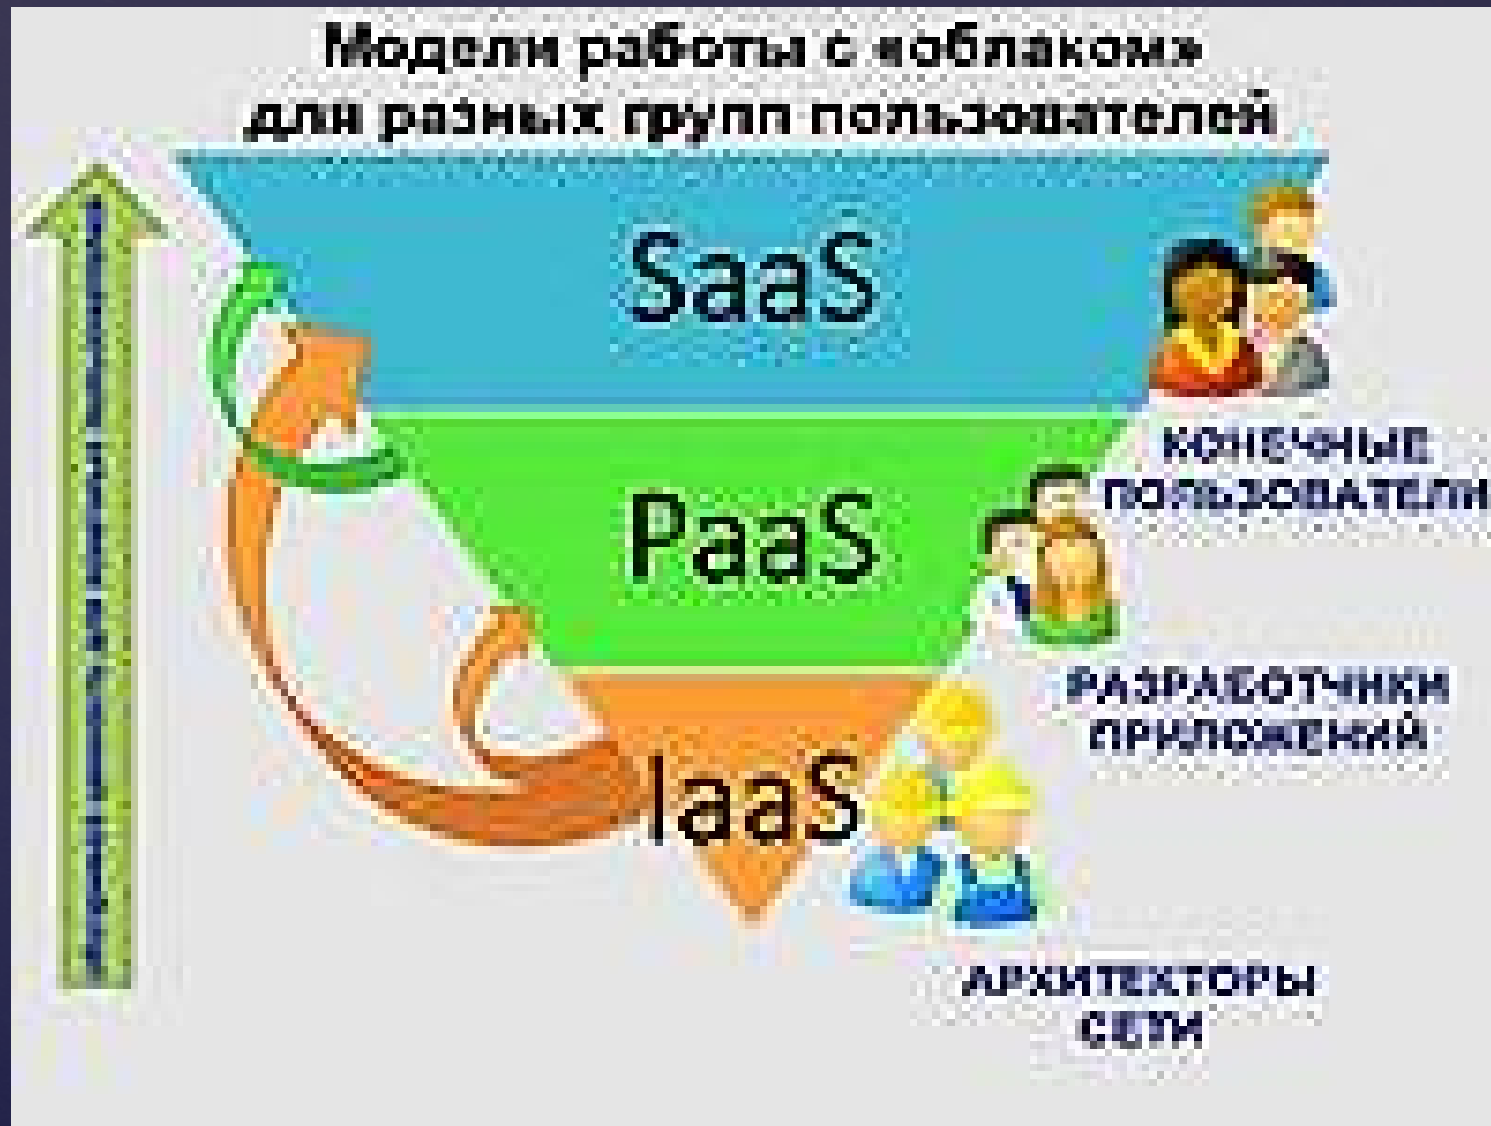 Модели работы с «облаком»
для разных групп пользователей
SaaS
КОНЕЧНЫЕ
ПОЛЬЗОВАТЕЛИ
PaaS
РАЗРАБОТЧИКИ
ПРИЛОЖЕНИЙ
IaaS
АРХИТЕКТОРЫ
СЕТИ